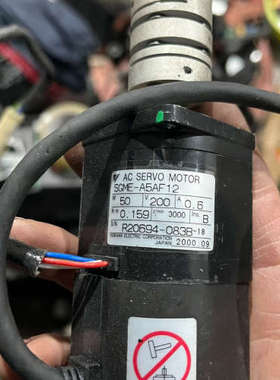 AC SERVO MOTOR
SGME-A5AF12
W 50 V 200 A 0.6
N·m 0.159 r/min 3000 Ins. B
R20694-083B-18
YASKAWA ELECTRIC CORPORATION JAPAN 2000.09